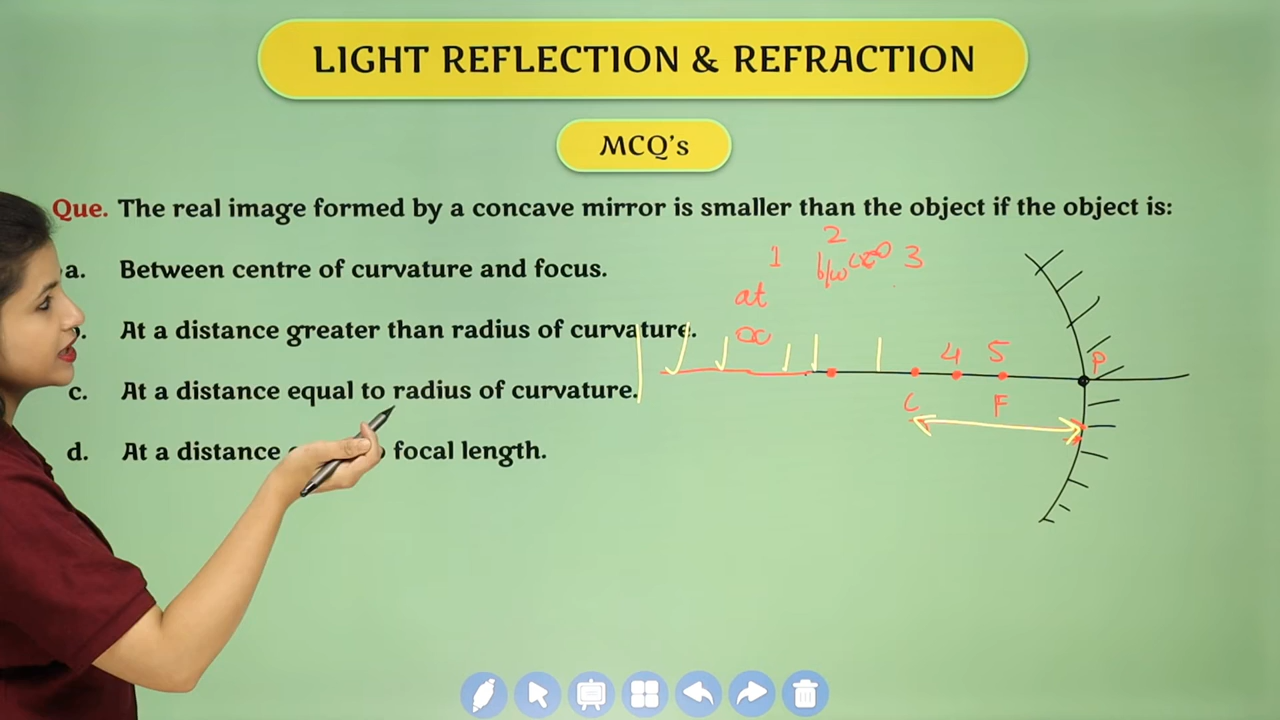 LIGHT REFLECTION & REFRACTION
MCQ's
Que. The real image formed by a concave mirror is smaller than the object if the object is:
a. Between centre of curvature and focus.
b. At a distance greater than radius of curvature.
c. At a distance equal to radius of curvature.
d. At a distance focal length.
1 2 3
b/w C & ∞
at
∞
4 5 P
C F